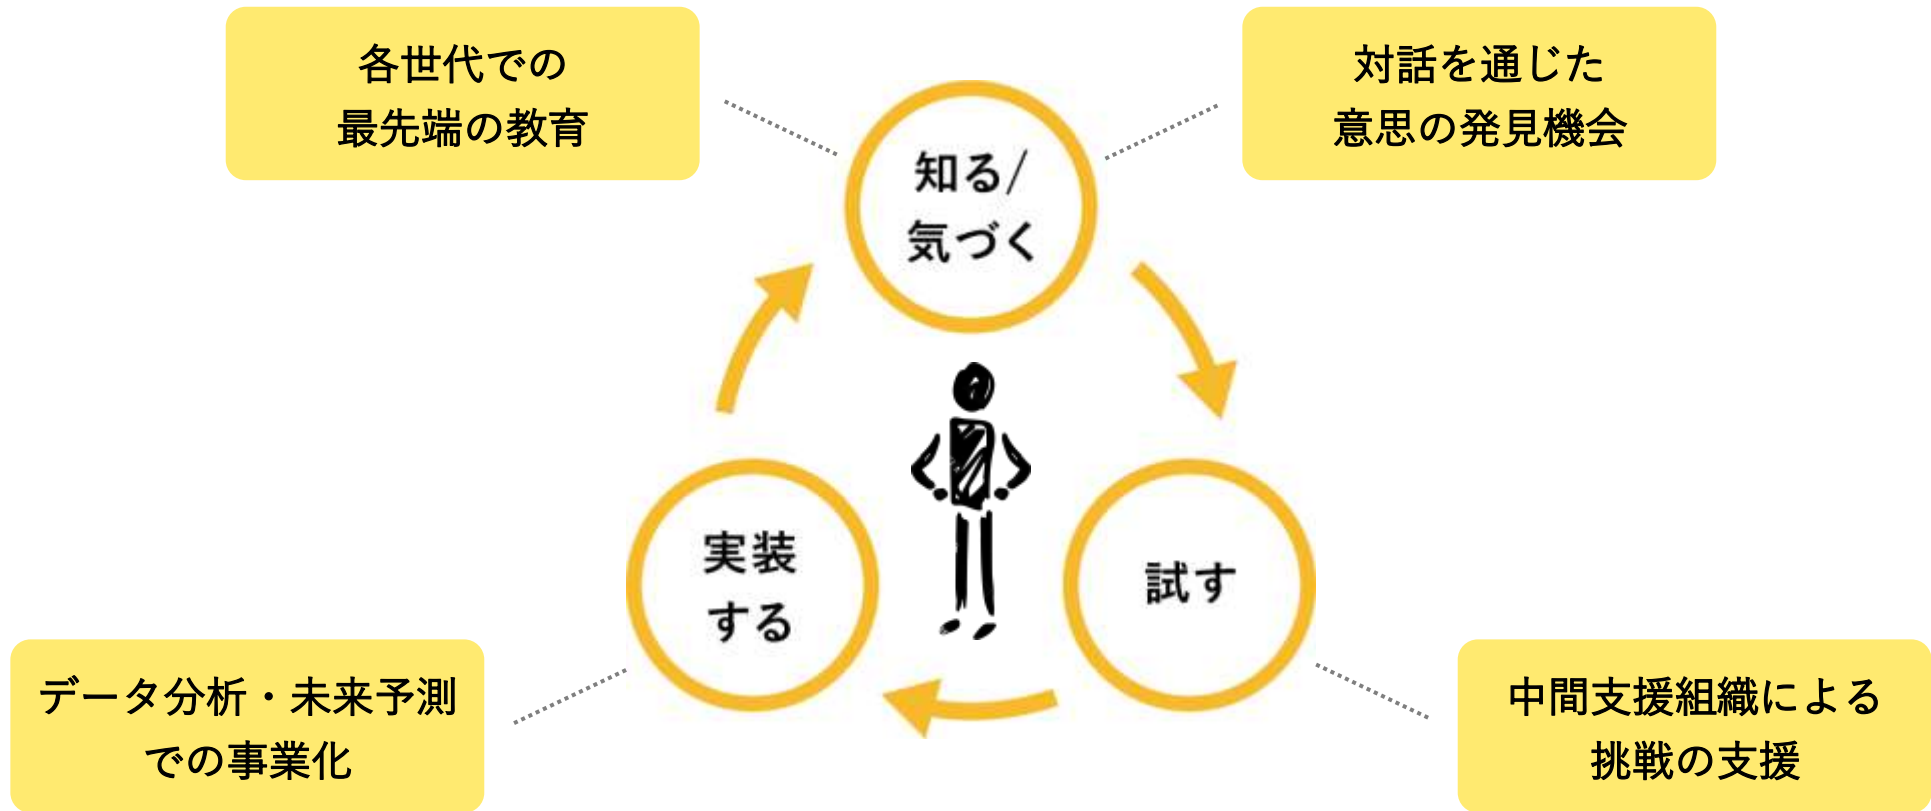 各世代での
最先端の教育
対話を通じた
意思の発見機会
知る/
気づく
実装
する
試す
データ分析・未来予測
での事業化
中間支援組織による
挑戦の支援